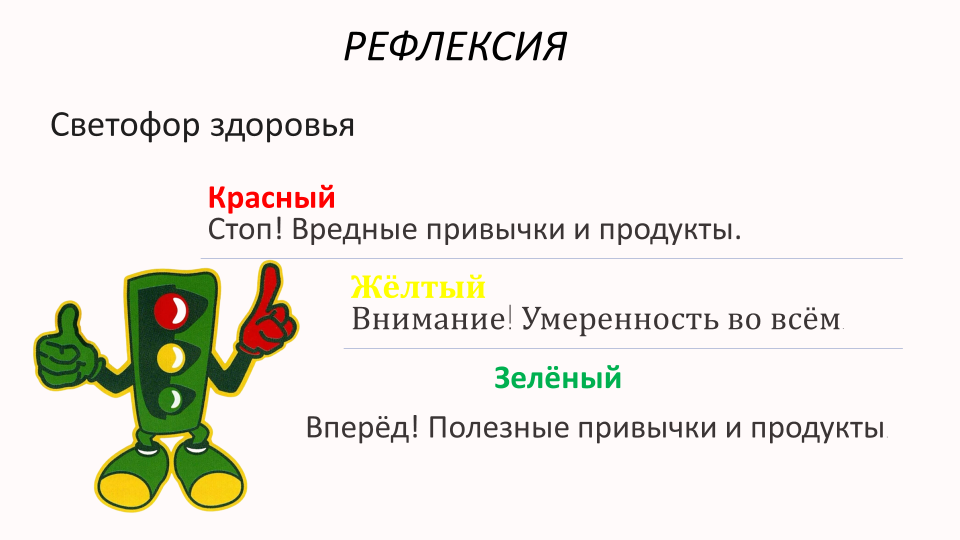 РЕФЛЕКСИЯ
Светофор здоровья
Красный
Стоп! Вредные привычки и продукты.
Жёлтый
Внимание! Умеренность во всём.
Зелёный
Вперёд! Полезные привычки и продукты.